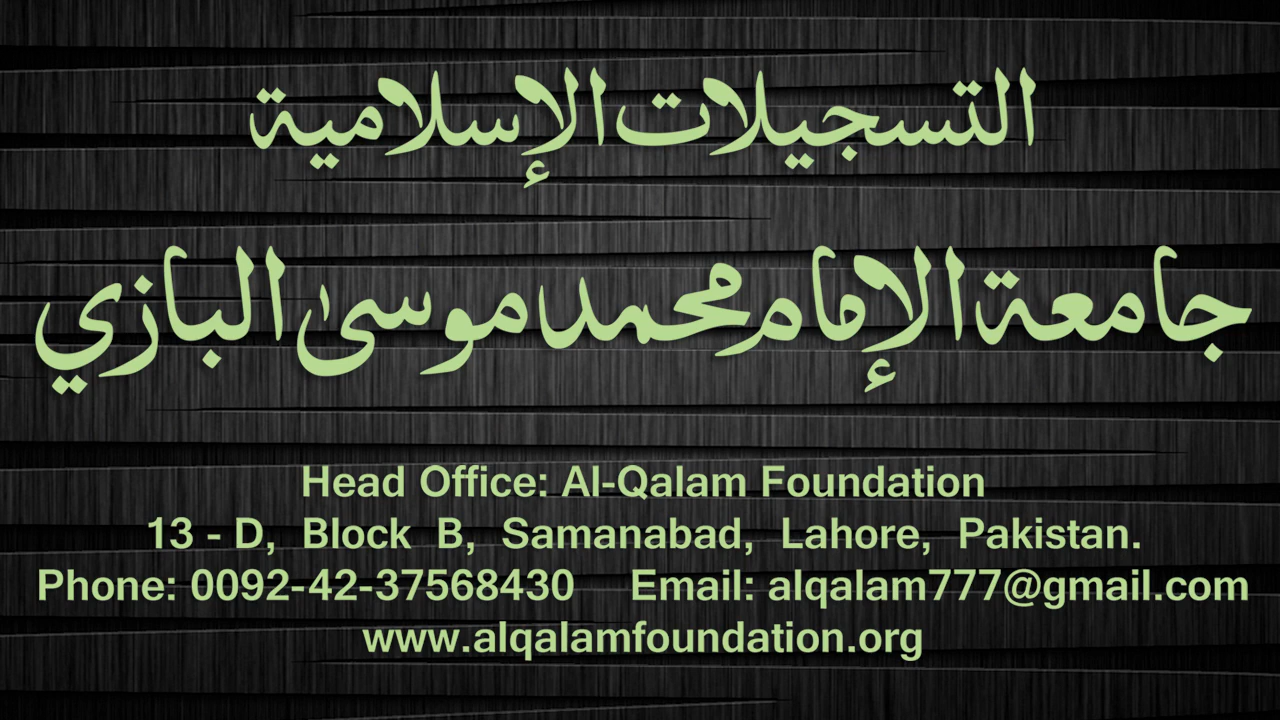 التسجيلات الإسلامية
جامعة الإمام محمد موسىٰ البازي
Head Office: Al-Qalam Foundation
13 - D, Block B, Samanabad, Lahore, Pakistan.
Phone: 0092-42-37568430 Email: alqalam777@gmail.com
www.alqalamfoundation.org